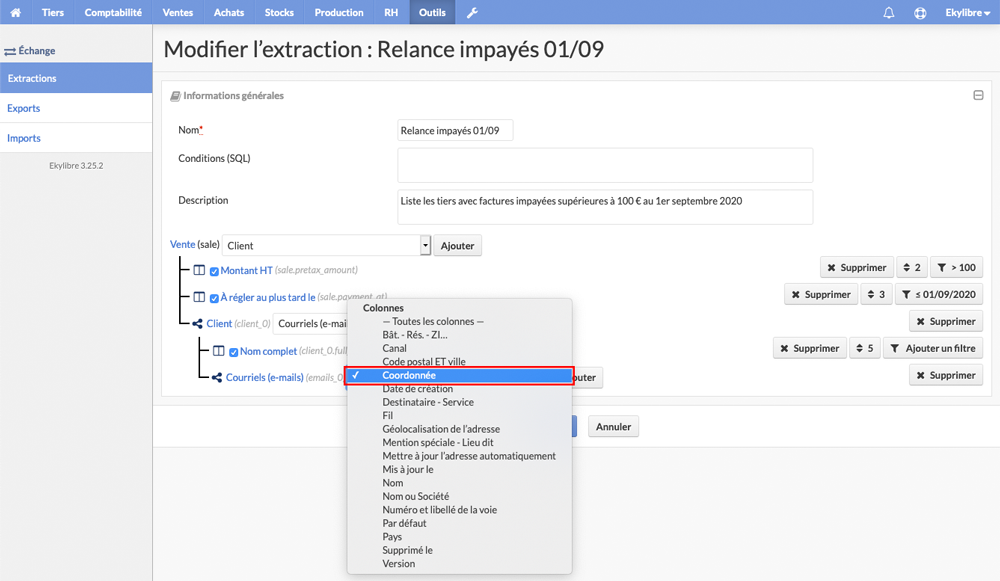 Tiers Comptabilité Ventes Achats Stocks Production RH Outils Ekylibre
Échange
Modifier l’extraction : Relance impayés 01/09
Extractions
Exports
Imports
Ekylibre 3.25.2
Informations générales
Nom* Relance impayés 01/09
Conditions (SQL)
Description Liste les tiers avec factures impayées supérieures à 100 € au 1er septembre 2020
Vente (sale) Client Ajouter
Montant HT (sale.pretax_amount) Supprimer 2 > 100
À régler au plus tard le (sale.payment_at) Supprimer 3 ≤ 01/09/2020
Client (client_0) Courriels (e-mai Supprimer
Nom complet (client_0.full Supprimer 5 Ajouter un filtre
Courriels (e-mails) (emails_0 outer Supprimer
Colonnes
— Toutes les colonnes —
Bât. - Rés. - ZI...
Canal
Code postal ET ville
✓ Coordonnée
Date de création
Destinataire - Service
Fil
Géolocalisation de l’adresse
Mention spéciale - Lieu dit
Mettre à jour l’adresse automatiquement
Mis à jour le
Nom
Nom ou Société
Numéro et libellé de la voie
Par défaut
Pays
Supprimé le
Version
Annuler